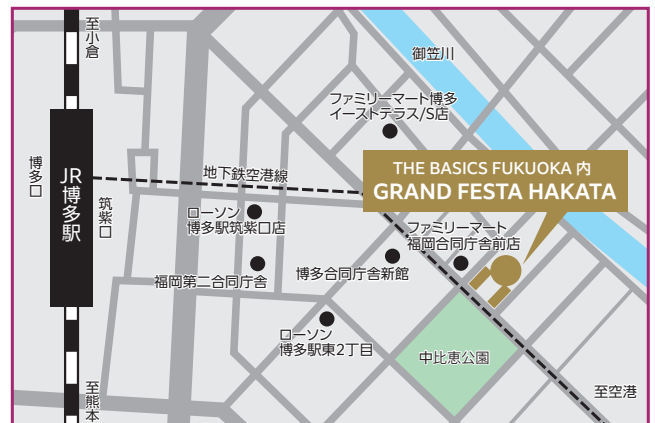 至小倉
御笠川
ファミリーマート博多
イーストテラス/S店
博多口
JR博多駅
筑紫口
地下鉄空港線
THE BASICS FUKUOKA 内
GRAND FESTA HAKATA
ローソン
博多駅筑紫口店
ファミリーマート
福岡合同庁舎前店
福岡第二合同庁舎
博多合同庁舎新館
ローソン
博多駅東2丁目
中比恵公園
至熊本
至空港